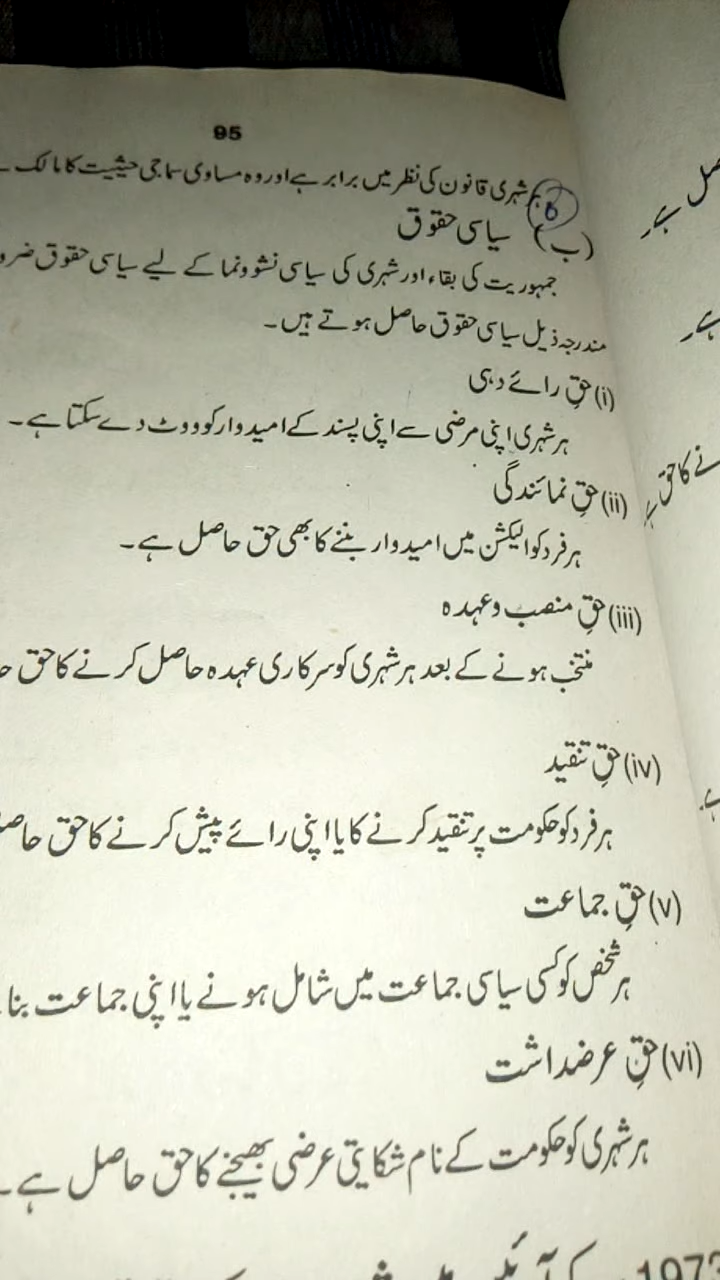 95
ہر شہری قانون کی نظر میں برابر ہے اور وہ مساوی سماجی حیثیت کا مالک
(ب) سیاسی حقوق
جمہوریت کی بقاء اور شہری کی سیاسی نشوونما کے لیے سیاسی حقوق
مندرجہ ذیل سیاسی حقوق حاصل ہوتے ہیں۔
(i) حقِ رائے دہی
ہر شہری اپنی مرضی سے اپنی پسند کے امیدوار کو ووٹ دے سکتا ہے۔
(ii) حقِ نمائندگی
ہر فرد کو الیکشن میں امیدوار بننے کا بھی حق حاصل ہے۔
(iii) حقِ منصب و عہدہ
منتخب ہونے کے بعد ہر شہری کو سرکاری عہدہ حاصل کرنے کا حق
(iv) حقِ تنقید
ہر فرد کو حکومت پر تنقید کرنے کا یا اپنی رائے پیش کرنے کا حق
(v) حقِ جماعت
ہر شخص کو کسی سیاسی جماعت میں شامل ہونے یا اپنی جماعت
(vi) حقِ عرضداشت
ہر شہری کو حکومت کے نام شکایتی عرضی بھیجنے کا حق حاصل ہے۔